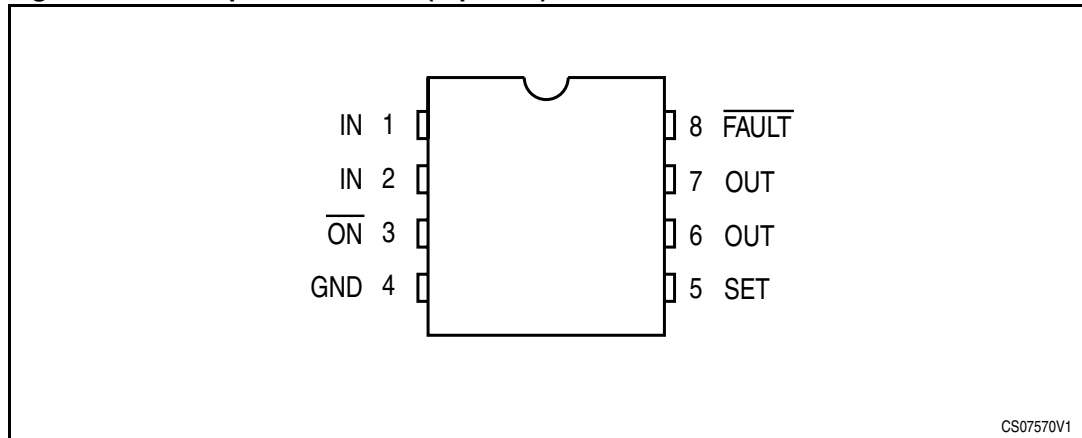 IN 1
IN 2
ON 3
GND 4
8 FAULT
7 OUT
6 OUT
5 SET
CS07570V1